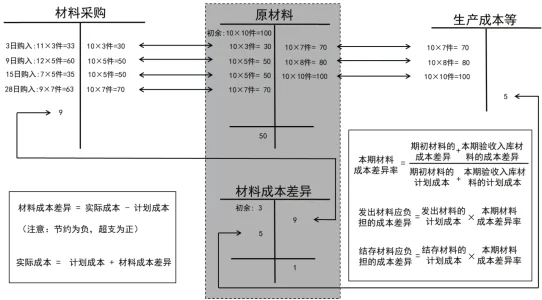 材料采购
原材料
生产成本等
初余:10×10件=100
3日购入:11×3件=33 10×3件=30 10×3件= 30 10×7件= 70 10×7件= 70
9日购入:12×5件=60 10×5件=50 10×5件= 50 10×8件= 80 10×8件= 80
15日购入:7×5件=35 10×5件=50 10×5件= 50 10×10件=100 10×10件=100
28日购入:9×7件=63 10×7件=70 10×7件= 70
5
9
50
材料成本差异
初余:3
9
5
1
材料成本差异 = 实际成本 - 计划成本
(注意:节约为负,超支为正)
实际成本 = 计划成本 + 材料成本差异
本期材料成本差异率 = 期初材料的成本差异 + 本期验收入库材料的成本差异
期初材料的计划成本 + 本期验收入库材料的计划成本
发出材料应负担的成本差异 = 发出材料的计划成本 × 本期材料成本差异率
结存材料应负担的成本差异 = 结存材料的计划成本 × 本期材料成本差异率